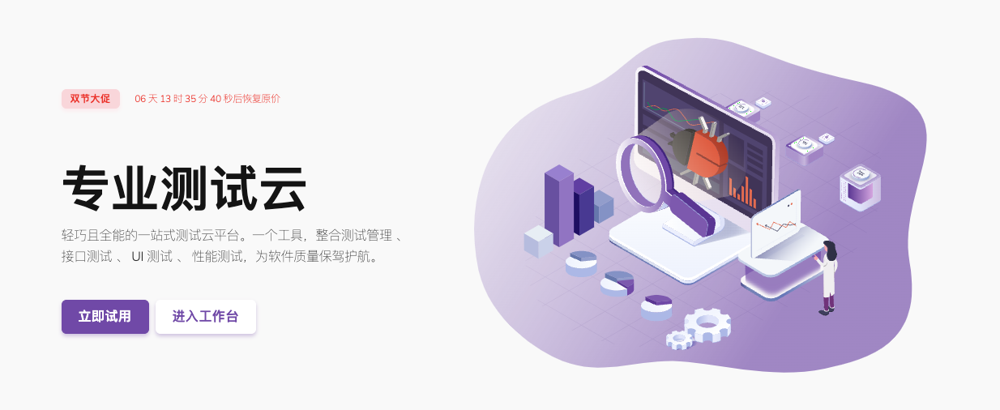 双节大促
06 天 13 时 35 分 40 秒后恢复原价
专业测试云
轻巧且全能的一站式测试云平台。一个工具，整合测试管理 、
接口测试 、 UI 测试 、 性能测试，为软件质量保驾护航。
立即试用
进入工作台